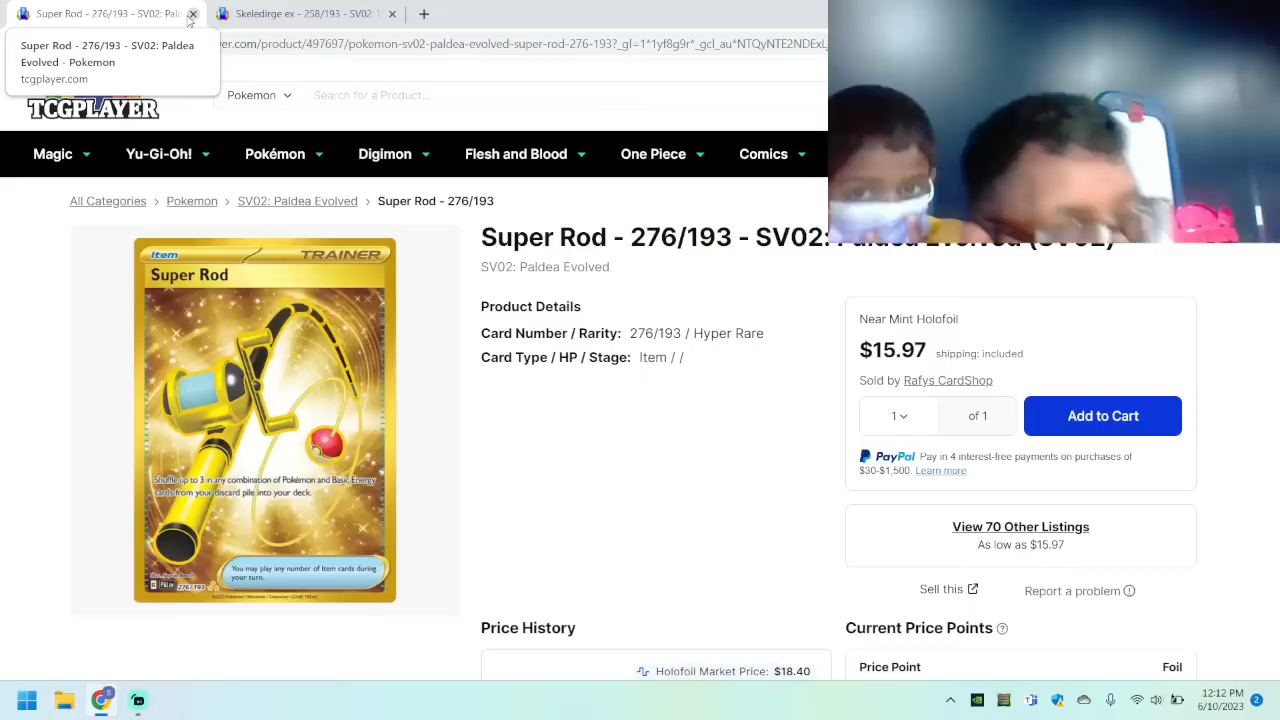 Super Rod - 276/193 - SV02: Pal
Skeledirge ex - 258/193 - SV02: 
Super Rod - 276/193 - SV02: Paldea
Evolved - Pokemon
tcgplayer.com
er.com/product/497697/pokemon-sv02-paldea-evolved-super-rod-276-193?_gl=1*1yf8g9r*_gcl_au*NTQyNTE2NDExL
TCGPLAYER
Pokemon
Search for a Product...
Magic
Yu-Gi-Oh!
Pokémon
Digimon
Flesh and Blood
One Piece
Comics
All Categories > Pokemon > SV02: Paldea Evolved > Super Rod - 276/193
Item TRAINER
Super Rod
Shuffle up to 3 in any combination of Pokémon and Basic Energy
cards from your discard pile into your deck.
You may play any number of Item cards during
your turn.
276/193
Super Rod - 276/193 - SV02: Paldea Evolved (SV02)
SV02: Paldea Evolved
Product Details
Card Number / Rarity: 276/193 / Hyper Rare
Card Type / HP / Stage: Item / /
Near Mint Holofoil
$15.97 shipping: included
Sold by Rafys CardShop
1 of 1
Add to Cart
PayPal Pay in 4 interest-free payments on purchases of
$30-$1,500. Learn more
View 70 Other Listings
As low as $15.97
Sell this
Report a problem
Price History
Holofoil Market Price: $18.40
Current Price Points
Price Point Foil
5
12:12 PM
6/10/2023
2